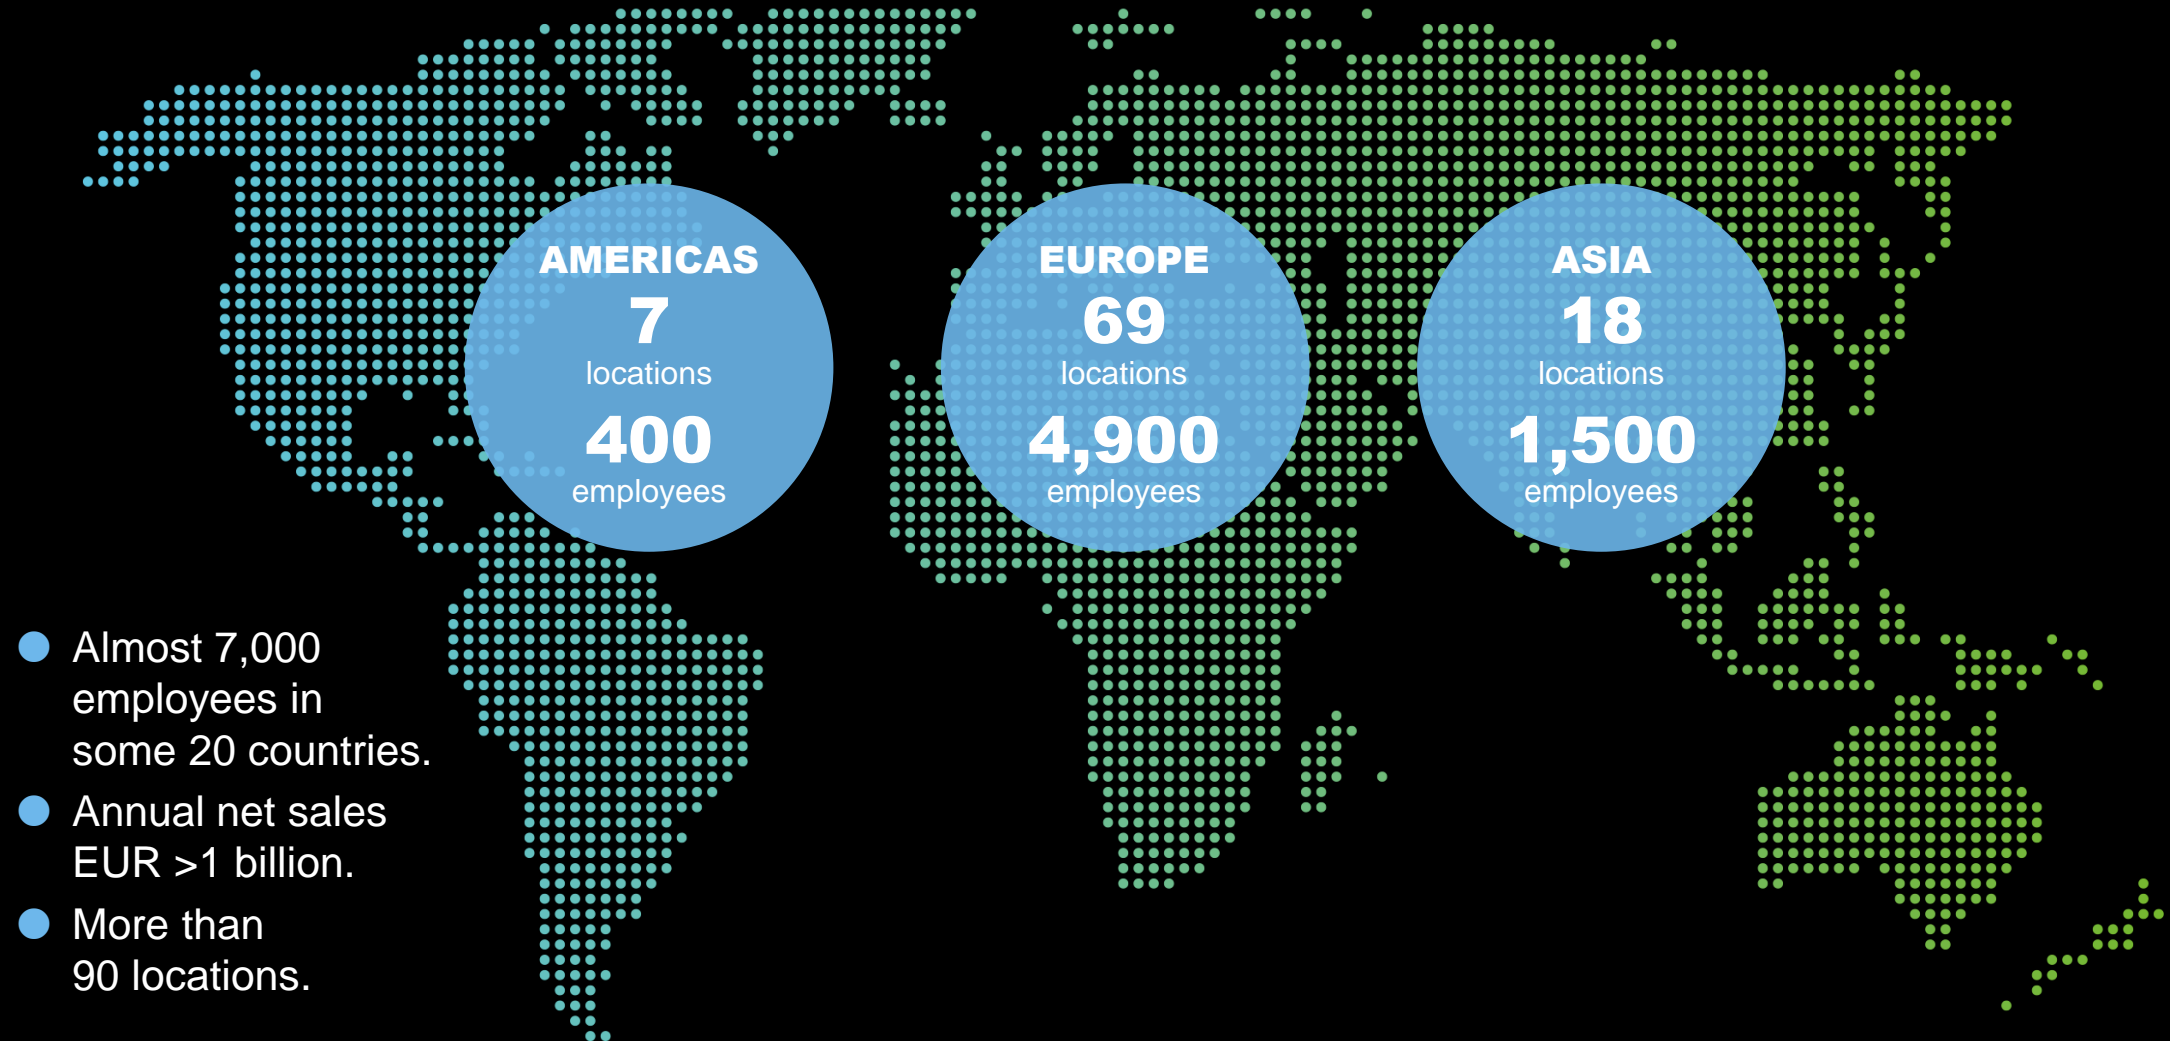 AMERICAS
7
locations
400
employees
EUROPE
69
locations
4,900
employees
ASIA
18
locations
1,500
employees
Almost 7,000
employees in
some 20 countries.
Annual net sales
EUR >1 billion.
More than
90 locations.